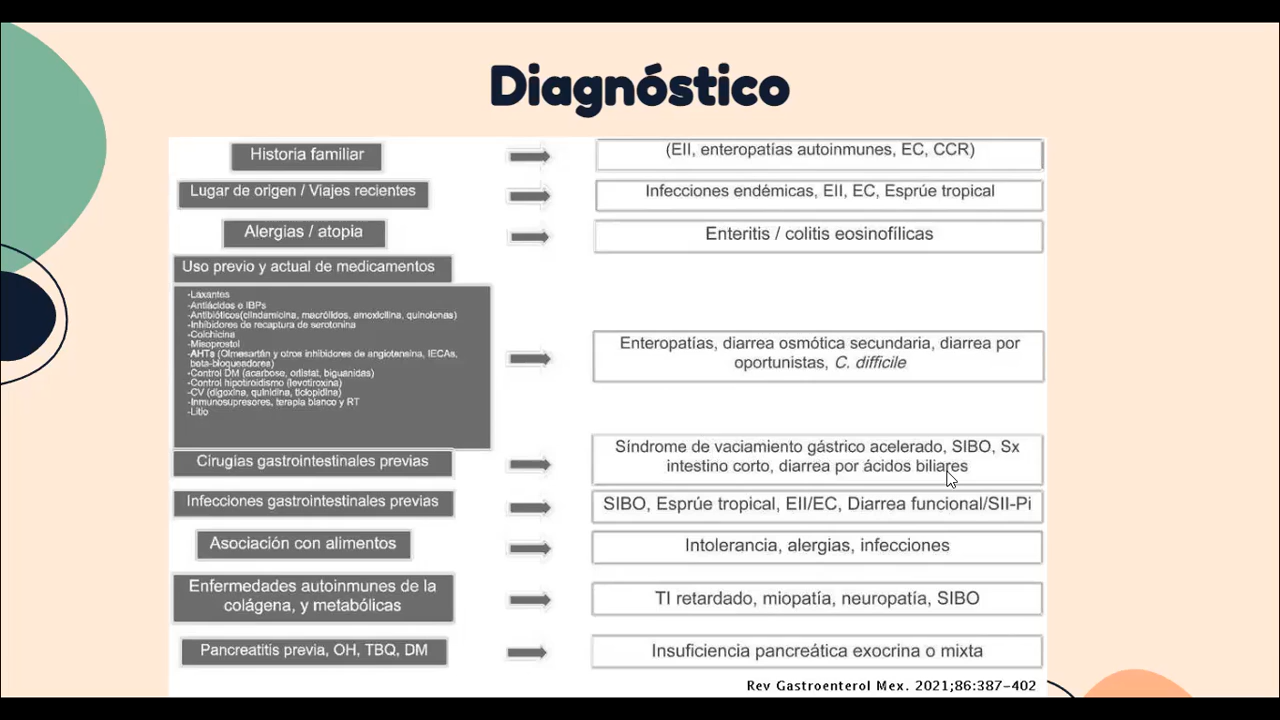 Diagnóstico
Historia familiar
(EII, enteropatías autoinmunes, EC, CCR)
Lugar de origen / Viajes recientes
Infecciones endémicas, EII, EC, Esprúe tropical
Alergias / atopia
Enteritis / colitis eosinofílicas
Uso previo y actual de medicamentos
-Laxantes
-Antiácidos e IBPs
-Antibióticos(clindamicina, macrólidos, amoxicilina, quinolonas)
-Inhibidores de recaptura de serotonina
-Colchicina
-Misoprostol
-AHTs (Olmesartán y otros inhibidores de angiotensina, IECAs,
beta-bloqueadores)
-Control DM (acarbose, orlistat, biguanidas)
-Control hipotiroidismo (levotiroxina)
-CV (digoxina, quinidina, ticlopidina)
-Inmunosupresores, terapia blanco y RT
-Litio
Enteropatías, diarrea osmótica secundaria, diarrea por
oportunistas, C. difficile
Cirugías gastrointestinales previas
Síndrome de vaciamiento gástrico acelerado, SIBO, Sx
intestino corto, diarrea por ácidos biliares
Infecciones gastrointestinales previas
SIBO, Esprúe tropical, EII/EC, Diarrea funcional/SII-Pi
Asociación con alimentos
Intolerancia, alergias, infecciones
Enfermedades autoinmunes de la
colágena, y metabólicas
TI retardado, miopatía, neuropatía, SIBO
Pancreatitis previa, OH, TBQ, DM
Insuficiencia pancreática exocrina o mixta
Rev Gastroenterol Mex. 2021;86:387-402